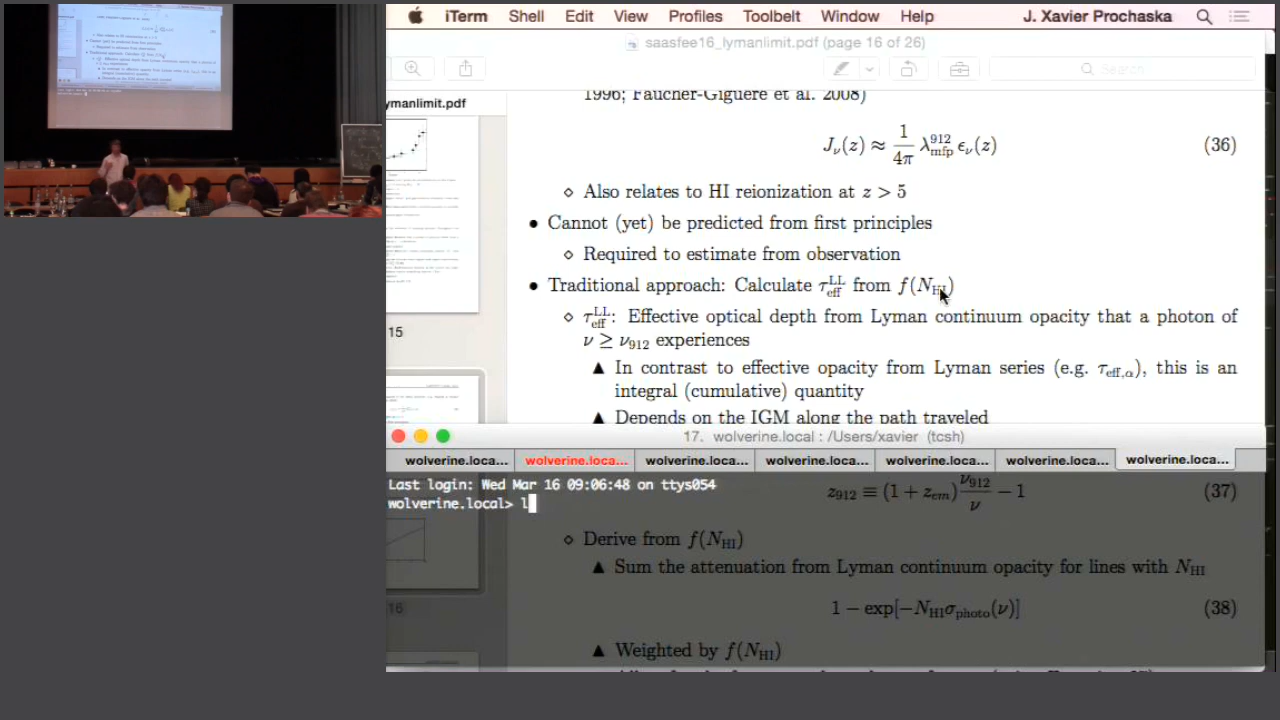 iTerm Shell Edit View Profiles Toolbelt Window Help J. Xavier Prochaska
saasfee16_lymanlimit.pdf (page 16 of 26)
Search
ymanlimit.pdf
1996; Faucher-Giguère et al. 2008)
J_ν(z) ≈ 1/4π λ^912_mfp ϵ_ν(z) (36)
⋄ Also relates to HI reionization at z > 5
• Cannot (yet) be predicted from first principles
⋄ Required to estimate from observation
• Traditional approach: Calculate τ^LL_eff from f(N_HI)
⋄ τ^LL_eff: Effective optical depth from Lyman continuum opacity that a photon of
ν ≥ ν_912 experiences
▲ In contrast to effective opacity from Lyman series (e.g. τ_eff,α), this is an
integral (cumulative) quantity
▲ Depends on the IGM along the path traveled
15
17. wolverine.local : /Users/xavier (tcsh)
wolverine.loca... wolverine.loca... wolverine.loca... wolverine.loca... wolverine.loca... wolverine.loca... wolverine.loca...
Last login: Wed Mar 16 09:06:48 on ttys054
wolverine.local> l
z_912 ≡ (1 + z_em) ν_912/ν − 1 (37)
⋄ Derive from f(N_HI)
▲ Sum the attenuation from Lyman continuum opacity for lines with N_HI
1 − exp[−N_HI σ_photo(ν)] (38)
16
▲ Weighted by f(N_HI)